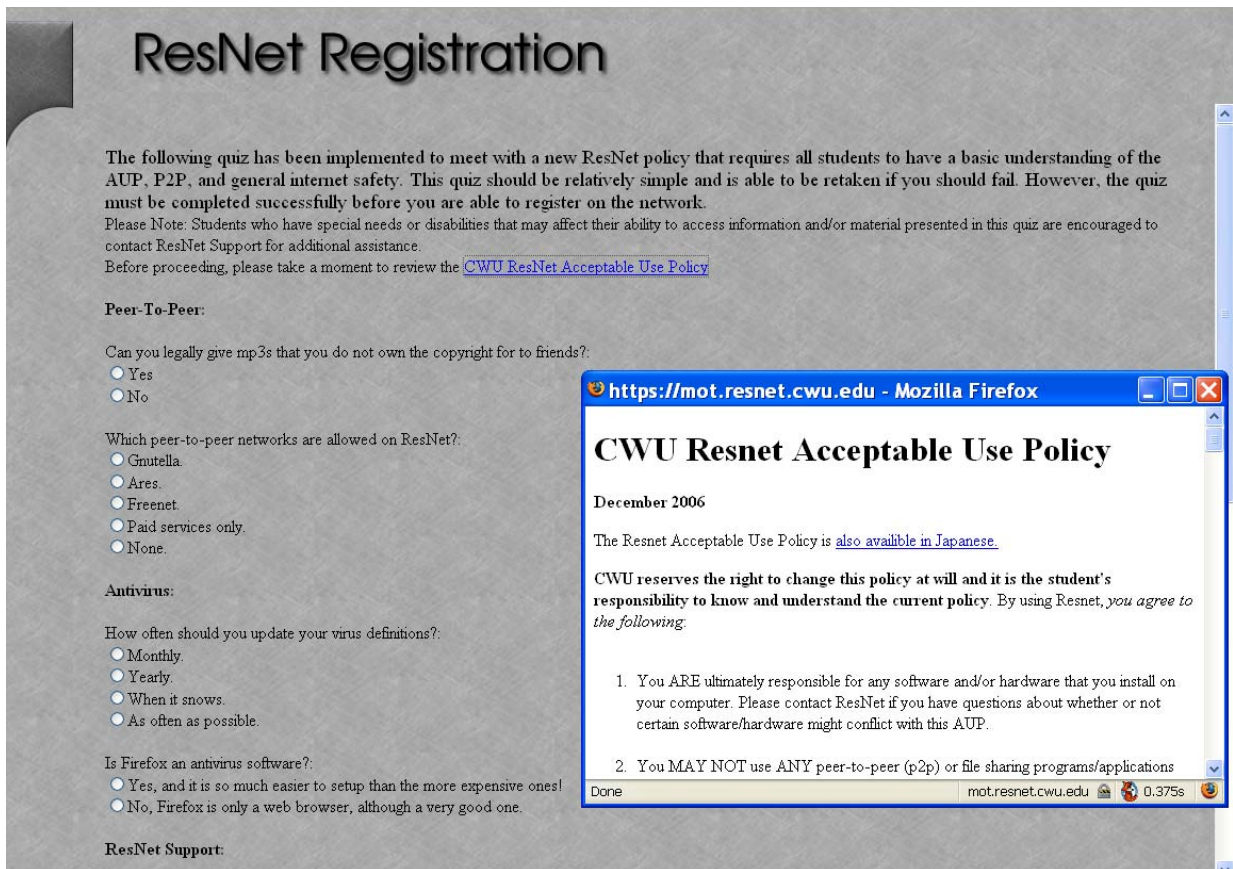 ResNet Registration
The following quiz has been implemented to meet with a new ResNet policy that requires all students to have a basic understanding of the
AUP, P2P, and general internet safety. This quiz should be relatively simple and is able to be retaken if you should fail. However, the quiz
must be completed successfully before you are able to register on the network.
Please Note: Students who have special needs or disabilities that may affect their ability to access information and/or material presented in this quiz are encouraged to
contact ResNet Support for additional assistance.
Before proceeding, please take a moment to review the CWU ResNet Acceptable Use Policy
Peer-To-Peer:
Can you legally give mp3s that you do not own the copyright for to friends?:
Yes
No
Which peer-to-peer networks are allowed on ResNet?:
Gnutella.
Ares.
Freenet.
Paid services only.
None.
Antivirus:
How often should you update your virus definitions?:
Monthly.
Yearly.
When it snows.
As often as possible.
Is Firefox an antivirus software?:
Yes, and it is so much easier to setup than the more expensive ones!
No, Firefox is only a web browser, although a very good one.
ResNet Support:
https://mot.resnet.cwu.edu - Mozilla Firefox
CWU Resnet Acceptable Use Policy
December 2006
The Resnet Acceptable Use Policy is also availible in Japanese.
CWU reserves the right to change this policy at will and it is the student's
responsibility to know and understand the current policy. By using Resnet, you agree to
the following:
1. You ARE ultimately responsible for any software and/or hardware that you install on
your computer. Please contact ResNet if you have questions about whether or not
certain software/hardware might conflict with this AUP.
2. You MAY NOT use ANY peer-to-peer (p2p) or file sharing programs/applications
Done mot.resnet.cwu.edu 0.375s